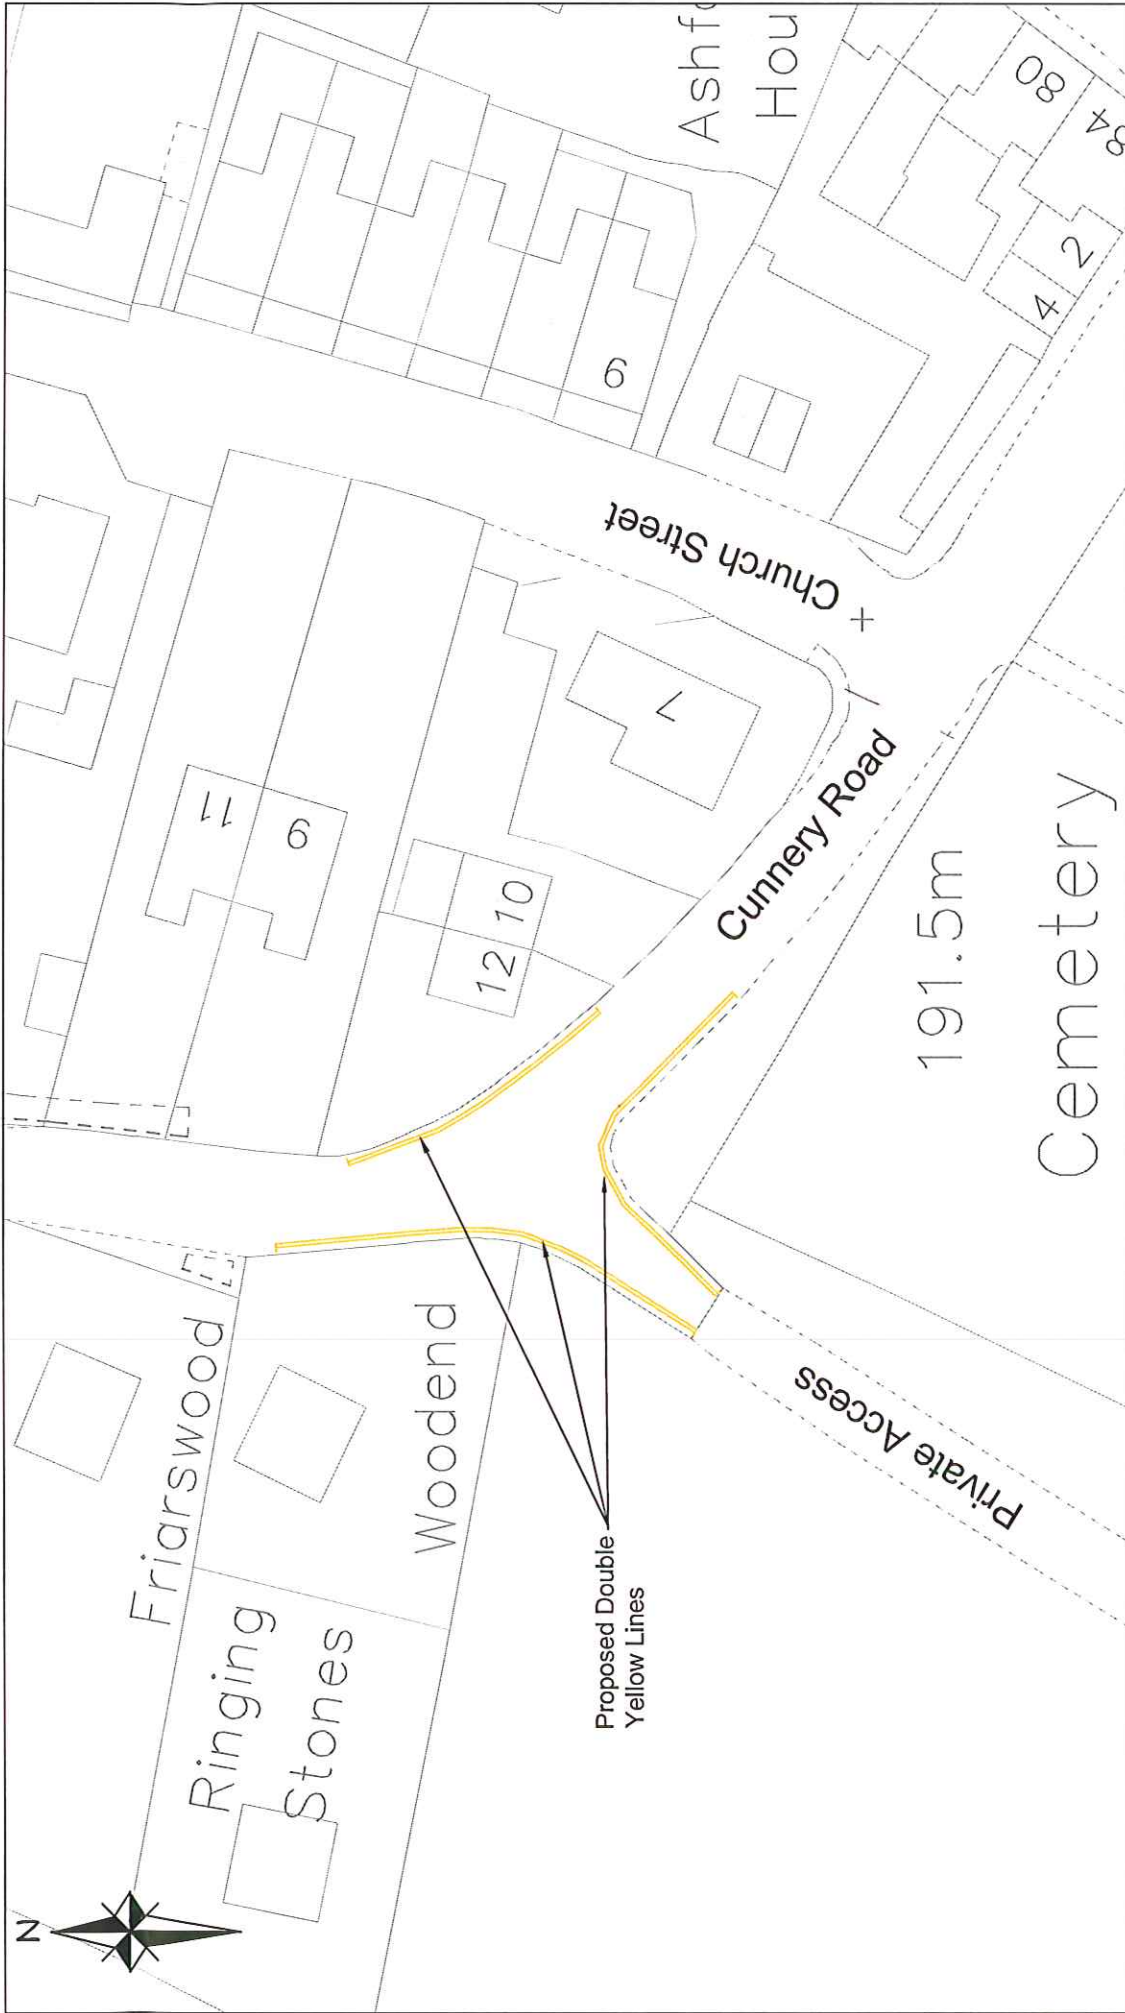 N
Friarswood
Ringing
Stones
Woodend
Proposed Double
Yellow Lines
Private Access
11
9
12
10
7
Church Street
Cunnery Road
191.5m
Cemetery
6
Ashf
Hou
80
84
2
4